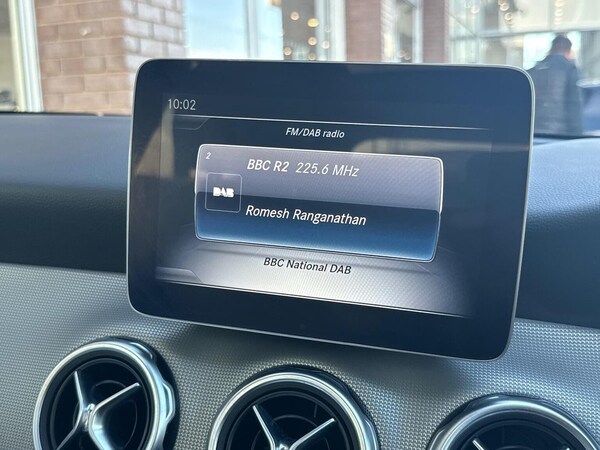 10:02
FM/DAB radio
2
BBC R2 225.6 MHz
DAB
Romesh Ranganathan
BBC National DAB